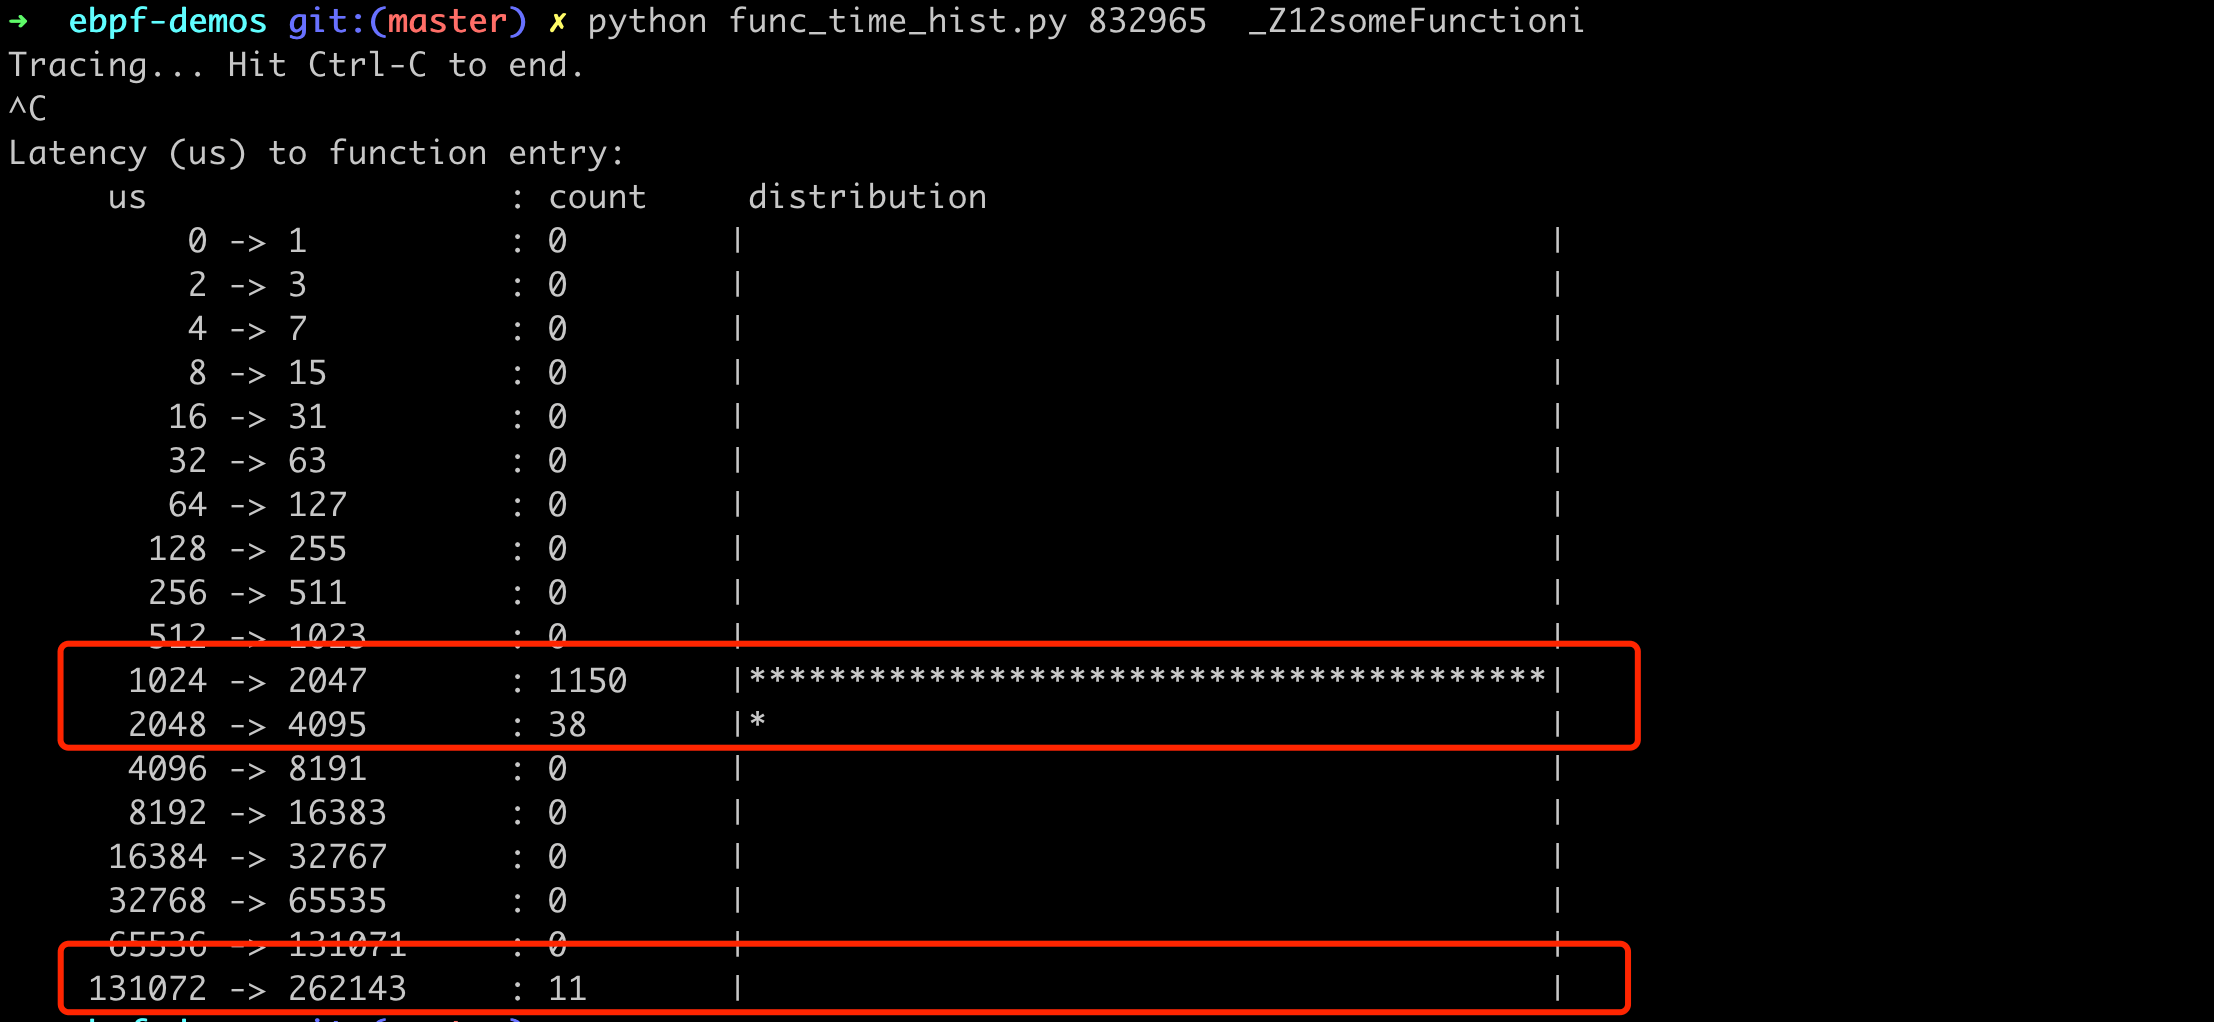 ➜  ebpf-demos git:(master) ✗ python func_time_hist.py 832965  _Z12someFunctioni
Tracing... Hit Ctrl-C to end.
^C
Latency (us) to function entry:
     us                  : count     distribution
         0 -> 1          : 0        |                                        |
         2 -> 3          : 0        |                                        |
         4 -> 7          : 0        |                                        |
         8 -> 15         : 0        |                                        |
        16 -> 31         : 0        |                                        |
        32 -> 63         : 0        |                                        |
        64 -> 127        : 0        |                                        |
       128 -> 255        : 0        |                                        |
       256 -> 511        : 0        |                                        |
       512 -> 1023       : 0        |                                        |
      1024 -> 2047       : 1150     |****************************************|
      2048 -> 4095       : 38       |*                                       |
      4096 -> 8191       : 0        |                                        |
      8192 -> 16383      : 0        |                                        |
     16384 -> 32767      : 0        |                                        |
     32768 -> 65535      : 0        |                                        |
     65536 -> 131071     : 0        |                                        |
    131072 -> 262143     : 11       |                                        |